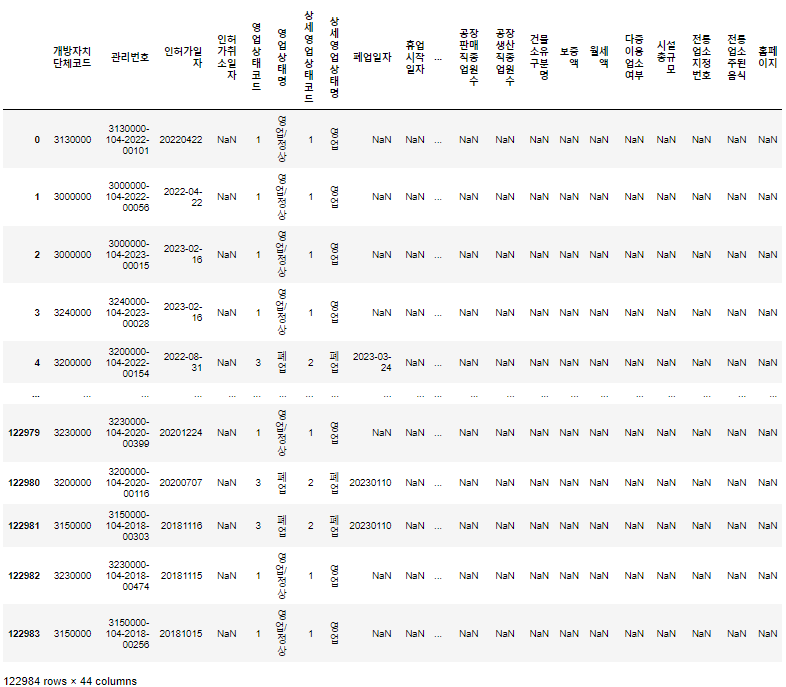 개방자치단체코드 관리번호 인허가일자 인허가취소일자 영업상태코드 영업상태명 상세영업상태코드 상세영업상태명 폐업일자 휴업시작일자 ... 공장판매직종업원수 공장생산직종업원수 건물소유구분명 보증액 월세액 다중이용업소여부 시설총규모 전통업소지정번호 전통업소주된음식 홈페이지
0 3130000 3130000-104-2022-00101 20220422 NaN 1 영업/정상 1 영업 NaN NaN ... NaN NaN NaN NaN NaN NaN NaN NaN NaN NaN
1 3000000 3000000-104-2022-00056 2022-04-22 NaN 1 영업/정상 1 영업 NaN NaN ... NaN NaN NaN NaN NaN NaN NaN NaN NaN NaN
2 3000000 3000000-104-2023-00015 2023-02-16 NaN 1 영업/정상 1 영업 NaN NaN ... NaN NaN NaN NaN NaN NaN NaN NaN NaN NaN
3 3240000 3240000-104-2023-00028 2023-02-16 NaN 1 영업/정상 1 영업 NaN NaN ... NaN NaN NaN NaN NaN NaN NaN NaN NaN NaN
4 3200000 3200000-104-2022-00154 2022-08-31 NaN 3 폐업 2 폐업 2023-03-24 NaN ... NaN NaN NaN NaN NaN NaN NaN NaN NaN NaN
... ... ... ... ... ... ... ... ... ... ... ... ... ... ... ... ... ... ... ... ... ...
122979 3230000 3230000-104-2020-00399 20201224 NaN 1 영업/정상 1 영업 NaN NaN ... NaN NaN NaN NaN NaN NaN NaN NaN NaN NaN
122980 3200000 3200000-104-2020-00116 20200707 NaN 3 폐업 2 폐업 20230110 NaN ... NaN NaN NaN NaN NaN NaN NaN NaN NaN NaN
122981 3150000 3150000-104-2018-00303 20181116 NaN 3 폐업 2 폐업 20230110 NaN ... NaN NaN NaN NaN NaN NaN NaN NaN NaN NaN
122982 3230000 3230000-104-2018-00474 20181115 NaN 1 영업/정상 1 영업 NaN NaN ... NaN NaN NaN NaN NaN NaN NaN NaN NaN NaN
122983 3150000 3150000-104-2018-00256 20181015 NaN 1 영업/정상 1 영업 NaN NaN ... NaN NaN NaN NaN NaN NaN NaN NaN NaN NaN
122984 rows × 44 columns